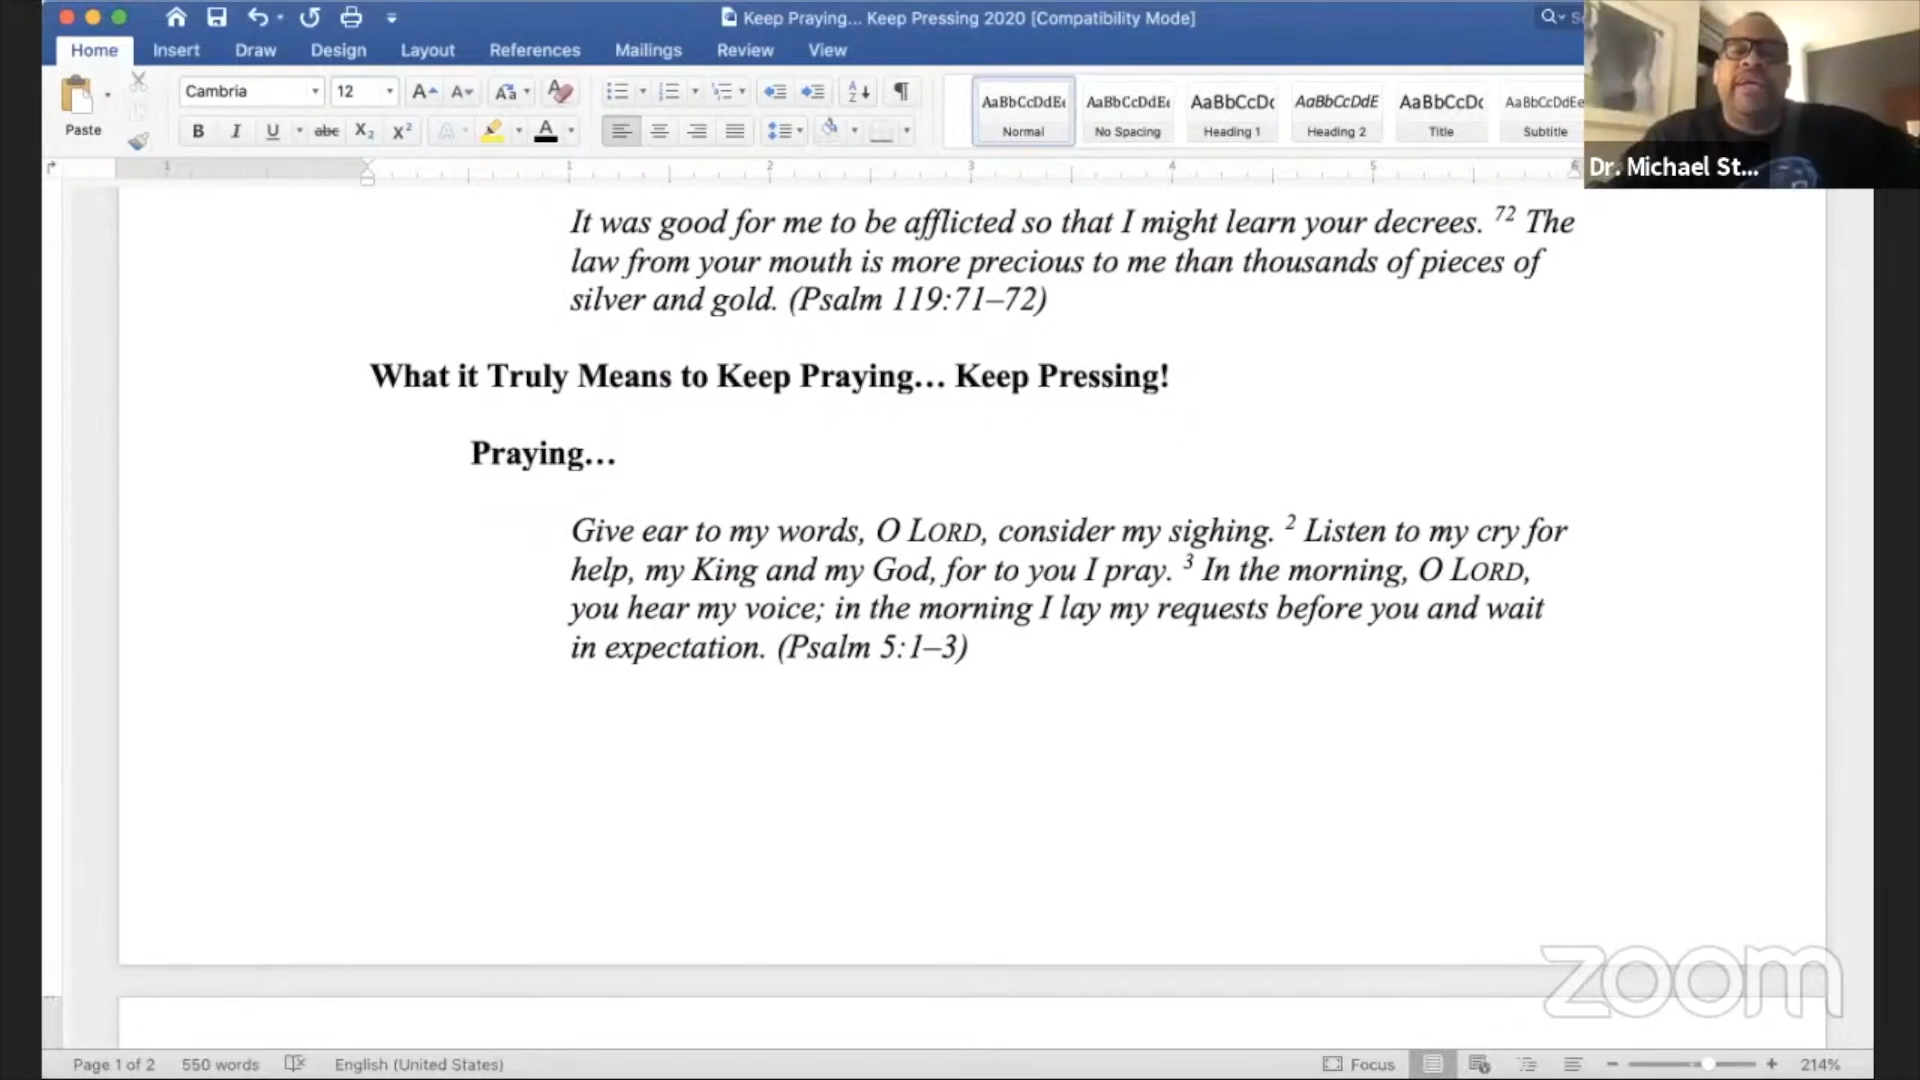 Keep Praying... Keep Pressing 2020 [Compatibility Mode]
Home Insert Draw Design Layout References Mailings Review View
Paste
Cambria 12
AaBbCcDdEe AaBbCcDdEe AaBbCcDc AaBbCcDdE AaBbCcDc AaBbCcDdEe
Normal No Spacing Heading 1 Heading 2 Title Subtitle
Dr. Michael St...
1 1 2 3 4 5 6
It was good for me to be afflicted so that I might learn your decrees. 72 The
law from your mouth is more precious to me than thousands of pieces of
silver and gold. (Psalm 119:71–72)
What it Truly Means to Keep Praying… Keep Pressing!
Praying…
Give ear to my words, O LORD, consider my sighing. 2 Listen to my cry for
help, my King and my God, for to you I pray. 3 In the morning, O LORD,
you hear my voice; in the morning I lay my requests before you and wait
in expectation. (Psalm 5:1–3)
zoom
Page 1 of 2 550 words English (United States) Focus 214%